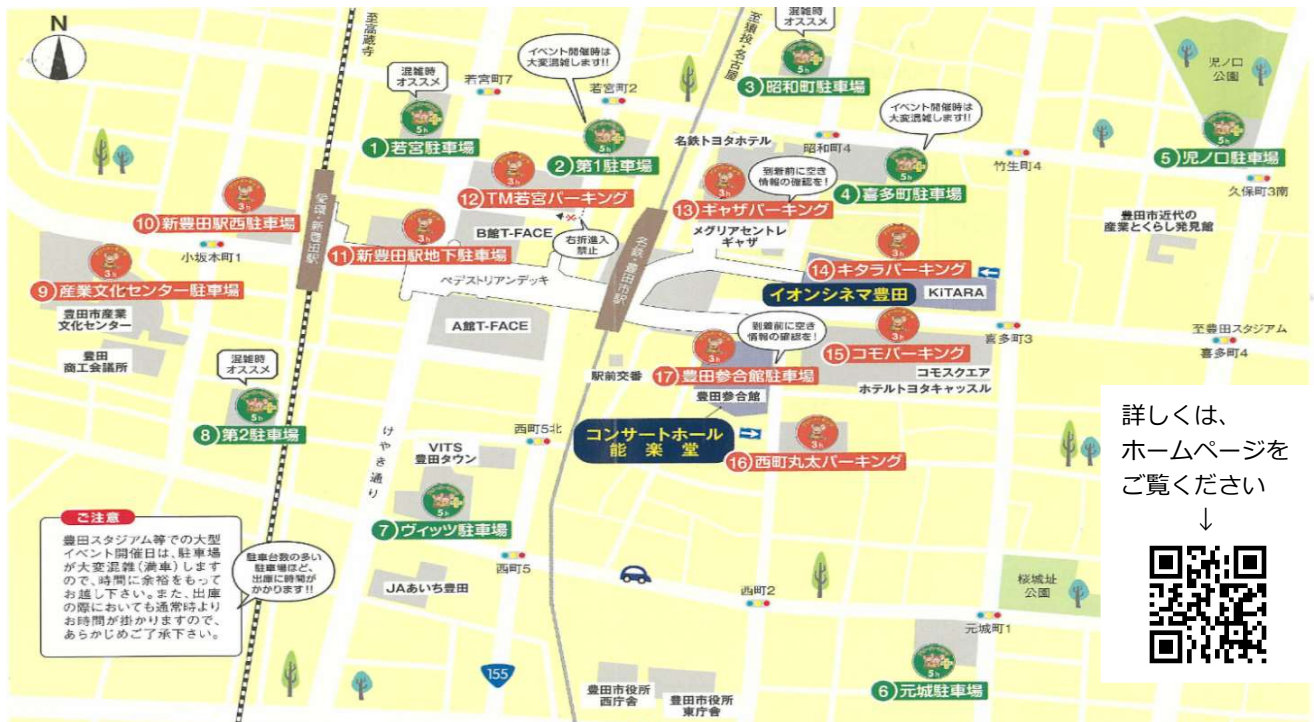 N
至高蔵寺
至猿投・名古屋
混雑時
オススメ
イベント開催時は
大変混雑します!!
若宮町7
若宮町2
混雑時
オススメ
5h
1 若宮駐車場
5h
2 第1駐車場
5h
3 昭和町駐車場
イベント開催時は
大変混雑します!!
児ノ口
公園
5h
5 児ノ口駐車場
名鉄トヨタホテル
昭和町4
5h
4 喜多町駐車場
竹生町4
久保町3南
到着前に空き
情報の確認を!
3h
12 TM若宮パーキング
3h
13 ギャザパーキング
3h
10 新豊田駅西駐車場
愛環・新豊田駅
B館T-FACE
右折進入
禁止
名鉄・豊田市駅
メグリアセントレ
ギャザ
豊田市近代の
産業とくらし発見館
小坂本町1
3h
11 新豊田駅地下駐車場
ペデストリアンデッキ
3h
14 キタラパーキング
3h
9 産業文化センター駐車場
イオンシネマ豊田
KiTARA
豊田市産業
文化センター
A館T-FACE
到着前に空き
情報の確認を!
3h
喜多町3
至豊田スタジアム
喜多町4
豊田
商工会議所
混雑時
オススメ
駅前交番
3h
17 豊田参合館駐車場
15 コモパーキング
コモスクエア
ホテルトヨタキャッスル
豊田参合館
5h
8 第2駐車場
けやき通り
西町5北
コンサートホール
能楽堂
3h
16 西町丸太パーキング
VITS
豊田タウン
5h
7 ヴィッツ駐車場
ご注意
豊田スタジアム等での大型
イベント開催日は、駐車場
が大変混雑(満車)します
ので、時間に余裕をもって
お越し下さい。また、出庫
の際においても通常時より
お時間が掛かりますので、
あらかじめご了承下さい。
駐車台数の多い
駐車場ほど、
出庫に時間が
かかります!!
西町5
JAあいち豊田
西町2
桜城址
公園
元城町1
155
豊田市役所
西庁舎
豊田市役所
東庁舎
5h
6 元城駐車場
詳しくは、
ホームページを
ご覧ください
↓